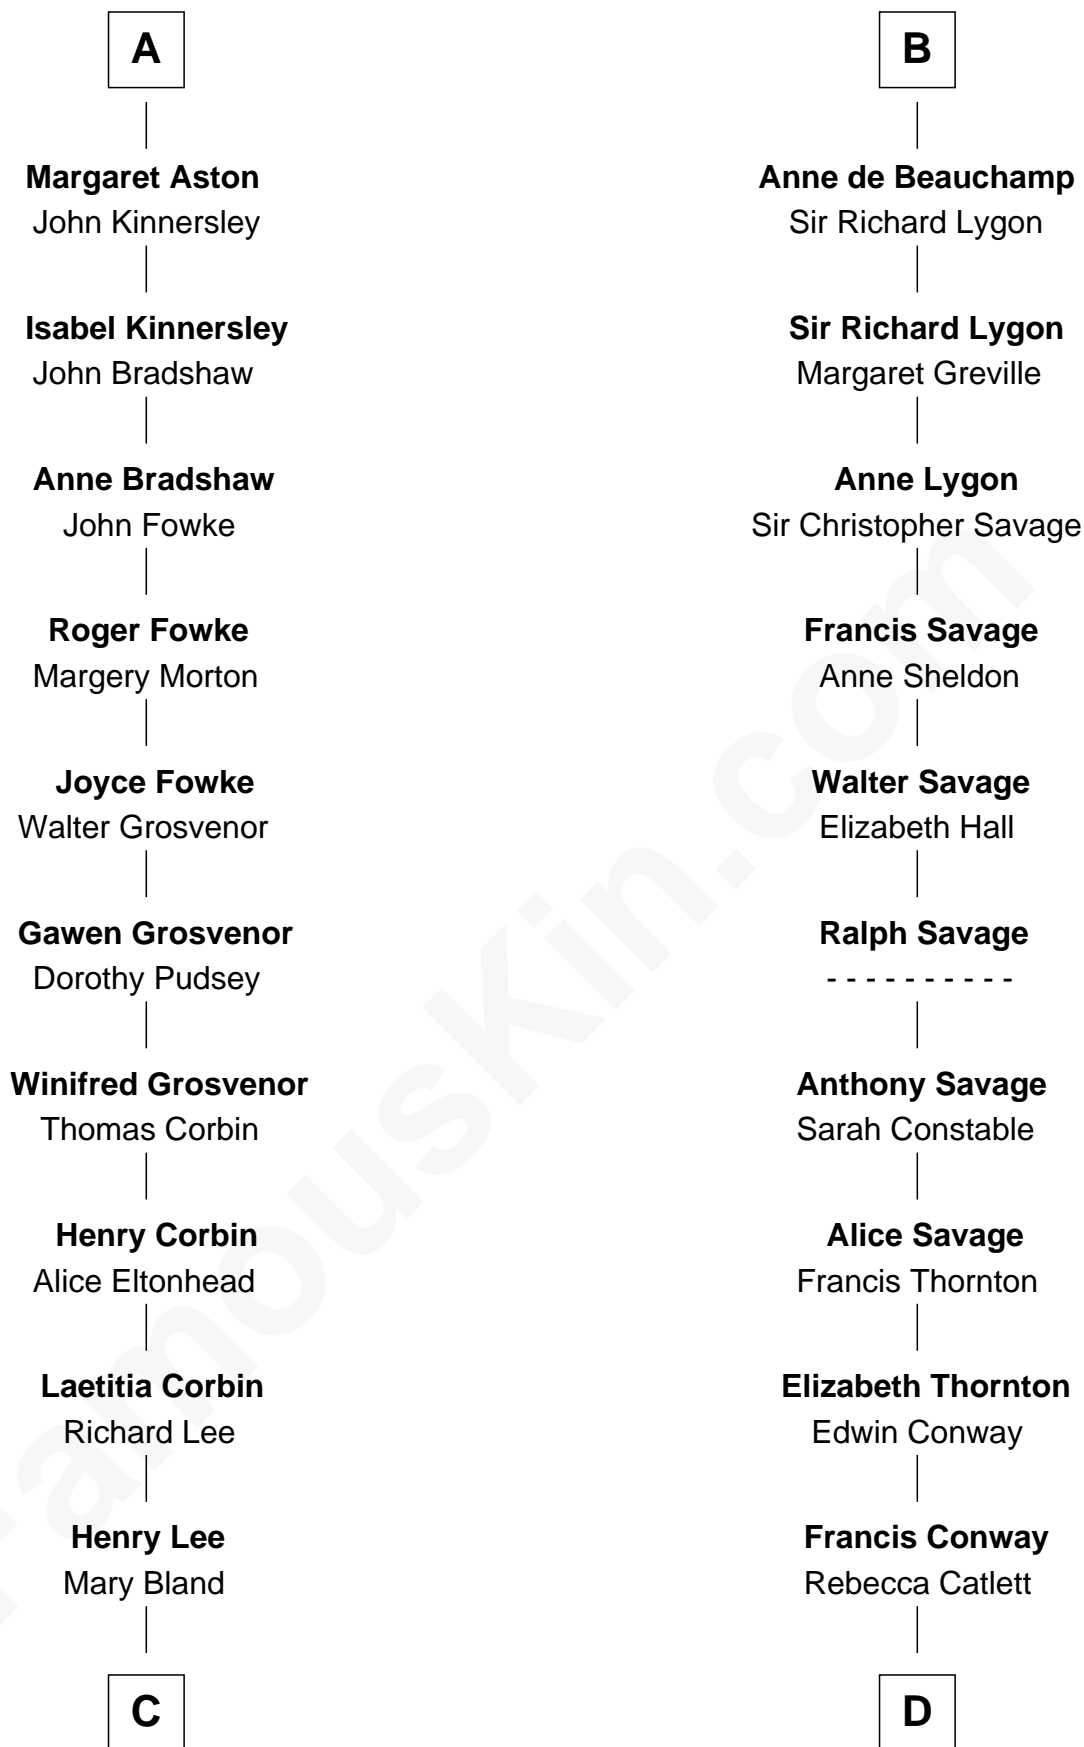 A
Margaret Aston
John Kinnersley
Isabel Kinnersley
John Bradshaw
Anne Bradshaw
John Fowke
Roger Fowke
Margery Morton
Joyce Fowke
Walter Grosvenor
Gawen Grosvenor
Dorothy Pudsey
Winifred Grosvenor
Thomas Corbin
Henry Corbin
Alice Eltonhead
Laetitia Corbin
Richard Lee
Henry Lee
Mary Bland
C
B
Anne de Beauchamp
Sir Richard Lygon
Sir Richard Lygon
Margaret Greville
Anne Lygon
Sir Christopher Savage
Francis Savage
Anne Sheldon
Walter Savage
Elizabeth Hall
Ralph Savage
- - - - - - - - - -
Anthony Savage
Sarah Constable
Alice Savage
Francis Thornton
Elizabeth Thornton
Edwin Conway
Francis Conway
Rebecca Catlett
D
FamousKin.com